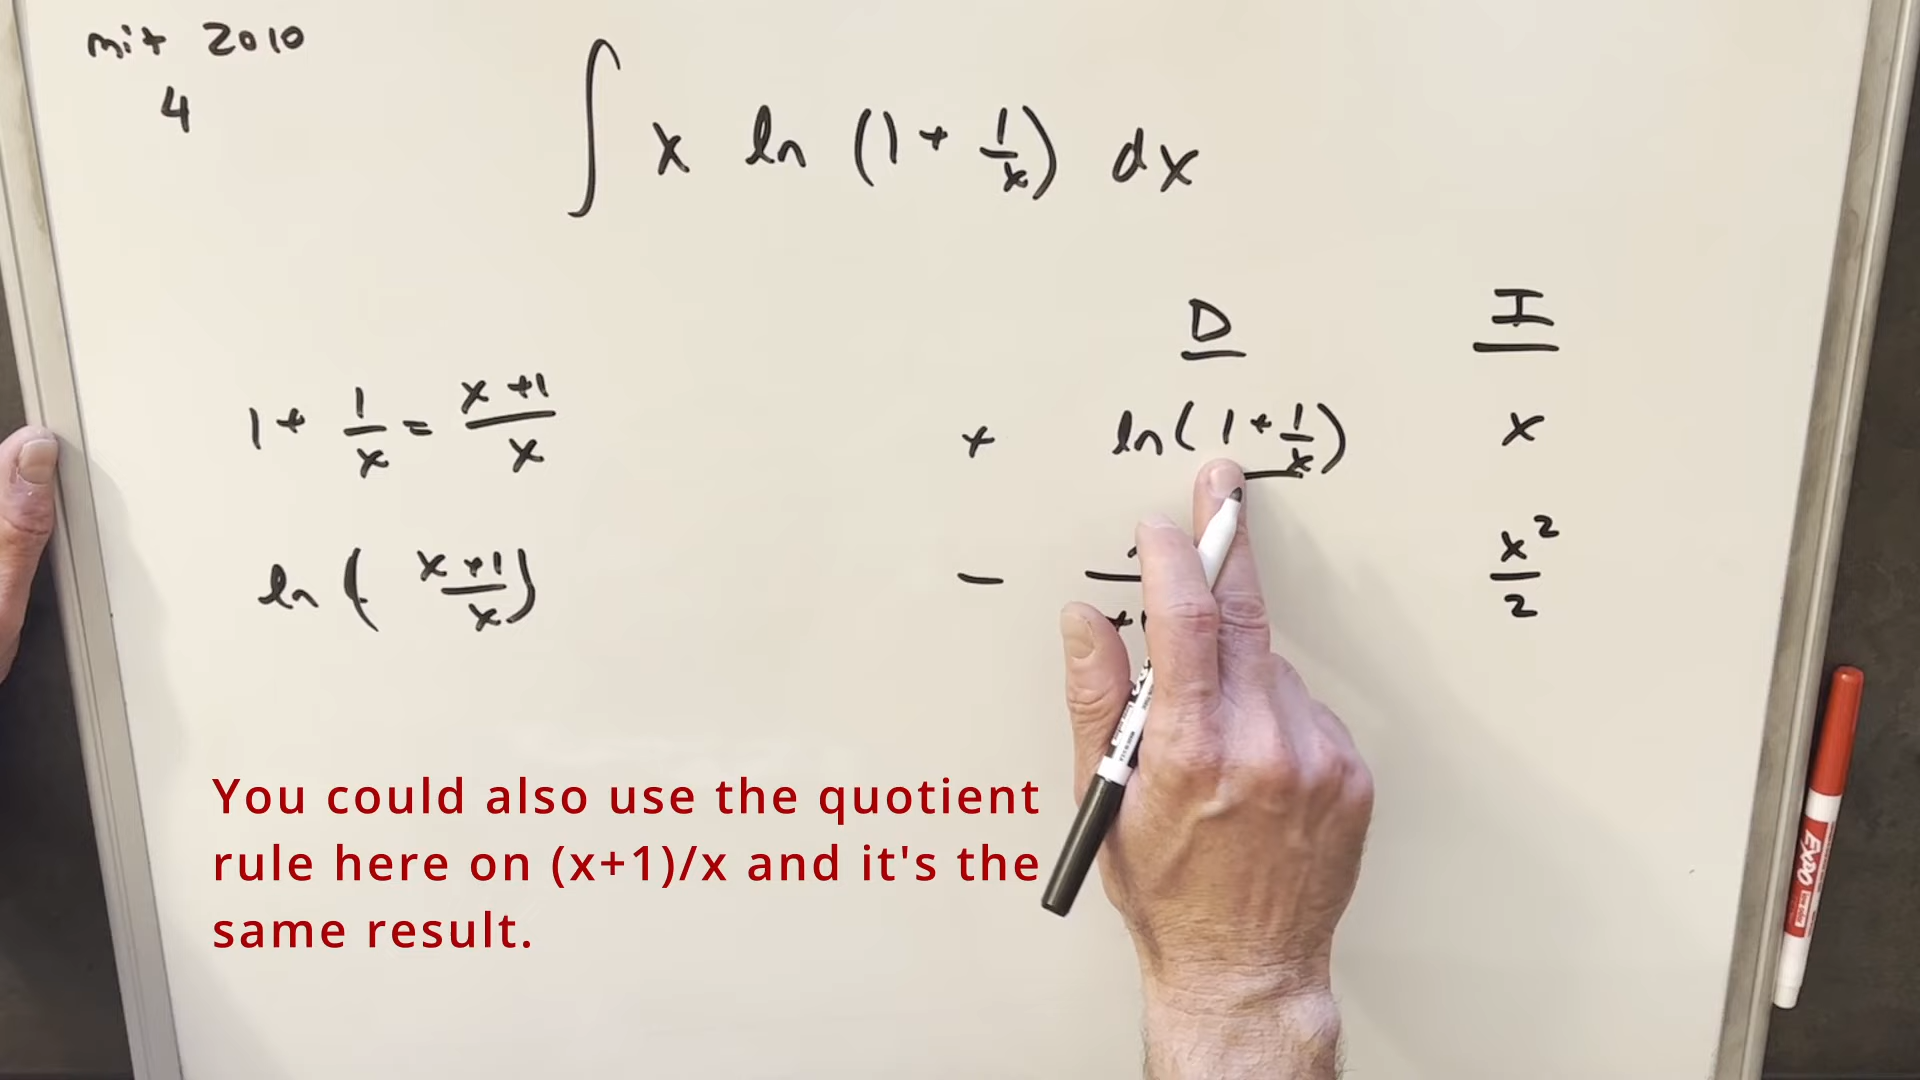 mit 2010
4
∫ x ln (1 + 1/x) dx
D I
1 + 1/x = x+1/x
+ ln(1 + 1/x) x
ln (x+1/x)
− x²/2
You could also use the quotient
rule here on (x+1)/x and it's the
same result.
EXPO